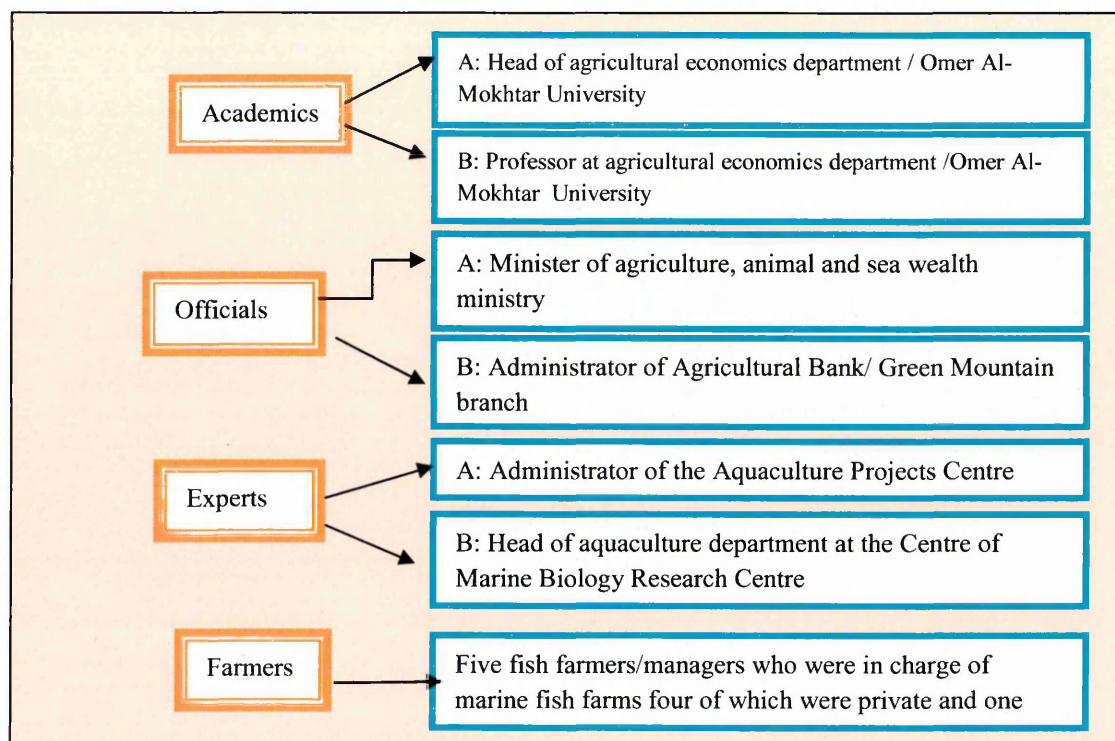 Academics
A: Head of agricultural economics department / Omer Al-
Mokhtar University
B: Professor at agricultural economics department /Omer Al-
Mokhtar University
Officials
A: Minister of agriculture, animal and sea wealth
ministry
B: Administrator of Agricultural Bank/ Green Mountain
branch
Experts
A: Administrator of the Aquaculture Projects Centre
B: Head of aquaculture department at the Centre of
Marine Biology Research Centre
Farmers
Five fish farmers/managers who were in charge of
marine fish farms four of which were private and one